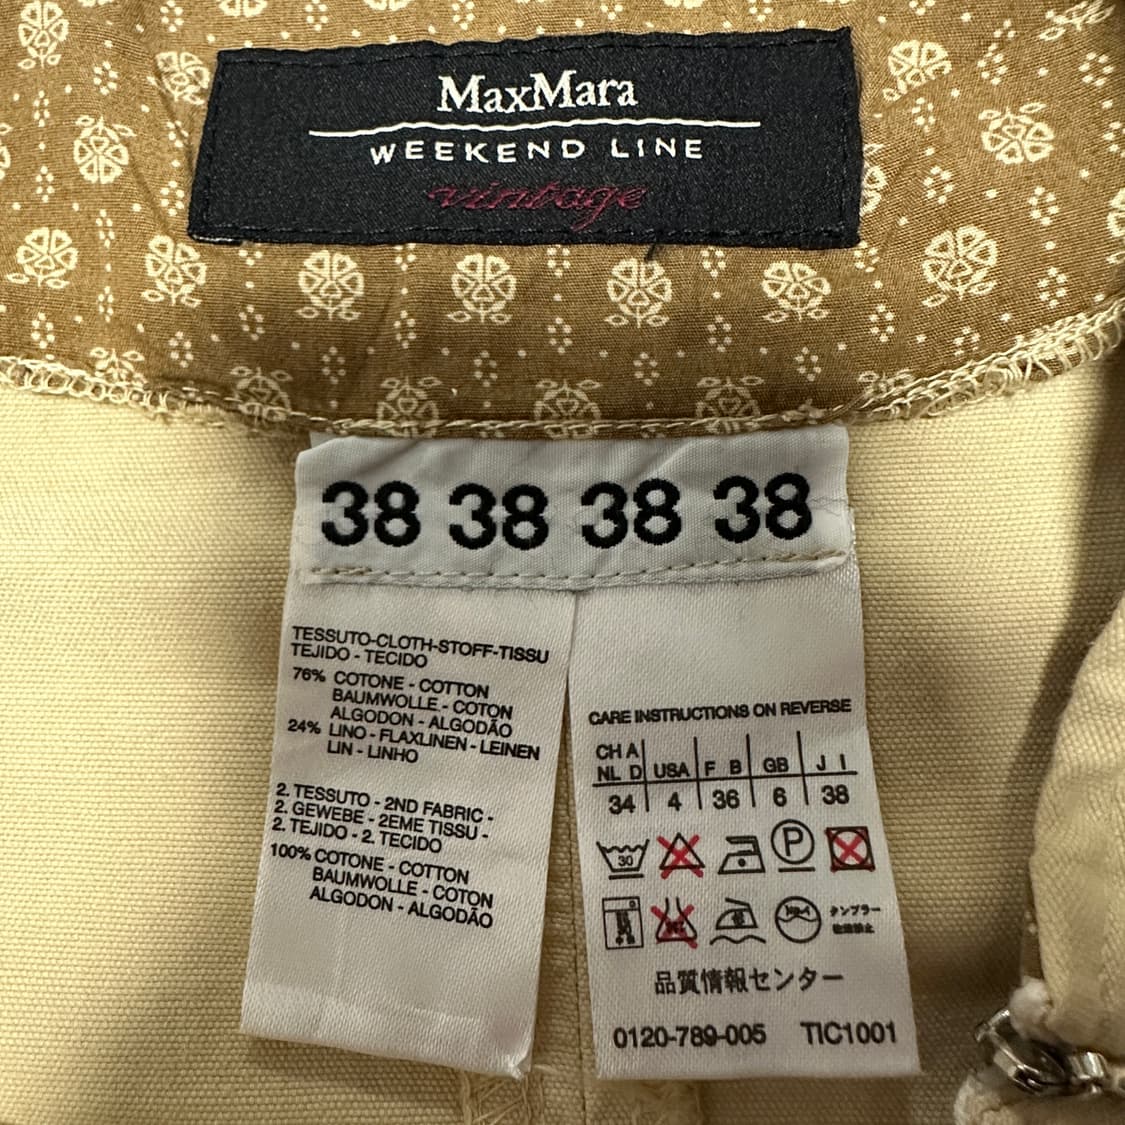 MaxMara
WEEKEND LINE
vintage
38 38 38 38
TESSUTO-CLOTH-STOFF-TISSU
TEJIDO - TECIDO
76% COTONE - COTTON
BAUMWOLLE - COTON
ALGODON - ALGODÃO
24% LINO - FLAXLINEN - LEINEN
LIN - LINHO
2. TESSUTO - 2ND FABRIC -
2. GEWEBE - 2EME TISSU -
2. TEJIDO - 2. TECIDO
100% COTONE - COTTON
BAUMWOLLE - COTON
ALGODON - ALGODÃO
CARE INSTRUCTIONS ON REVERSE
CH A
NL D USA F B GB J I
34 4 36 6 38
30 P
タンブラー
乾燥禁止
品質情報センター
0120-789-005 TIC1001